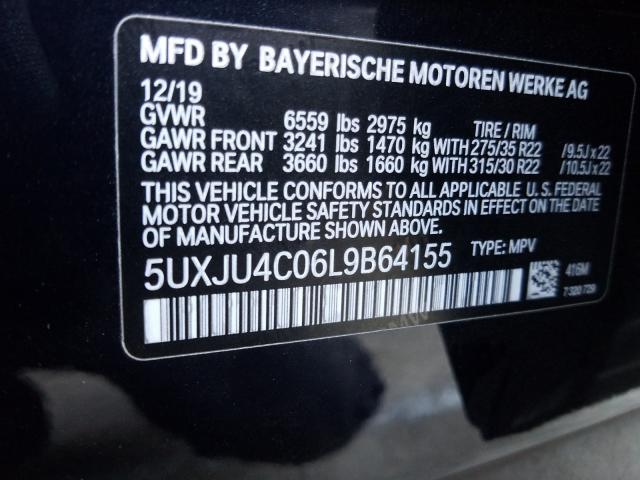 MFD BY BAYERISCHE MOTOREN WERKE AG
12/19
GVWR 6559 lbs 2975 kg TIRE / RIM
GAWR FRONT 3241 lbs 1470 kg WITH 275/35 R22 /9.5J x 22
GAWR REAR 3660 lbs 1660 kg WITH 315/30 R22 /10.5J x 22
THIS VEHICLE CONFORMS TO ALL APPLICABLE U. S. FEDERAL
MOTOR VEHICLE SAFETY STANDARDS IN EFFECT ON THE DATE
OF MANUFACTURE SHOWN ABOVE.
5UXJU4C06L9B64155 TYPE: MPV
416M
7 320 739